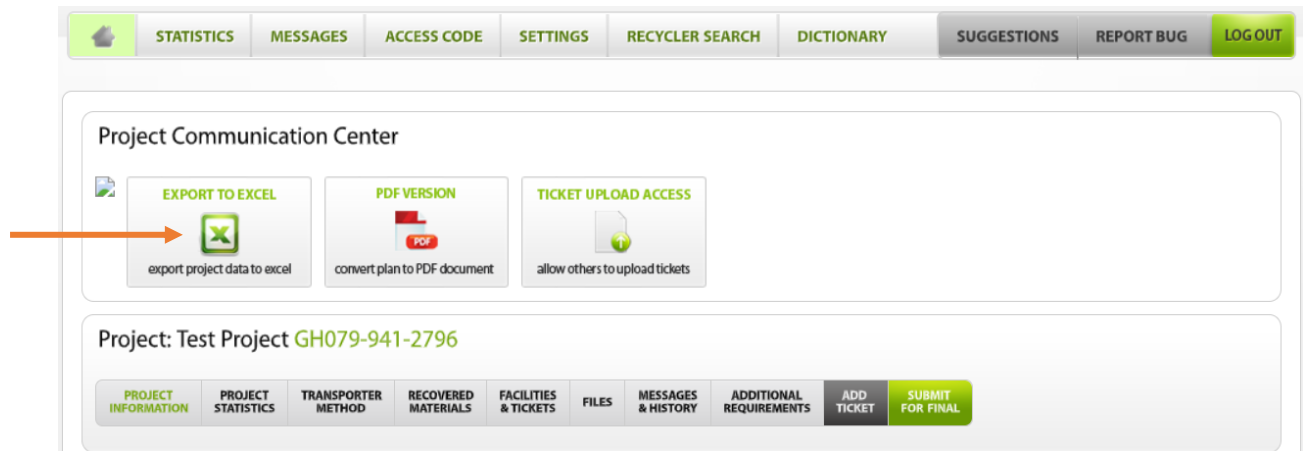 STATISTICS MESSAGES ACCESS CODE SETTINGS RECYCLER SEARCH DICTIONARY SUGGESTIONS REPORT BUG LOG OUT
Project Communication Center
EXPORT TO EXCEL PDF VERSION TICKET UPLOAD ACCESS
PDF
export project data to excel convert plan to PDF document allow others to upload tickets
Project: Test Project GH079-941-2796
PROJECT PROJECT TRANSPORTER RECOVERED FACILITIES FILES MESSAGES ADDITIONAL ADD SUBMIT
INFORMATION STATISTICS METHOD MATERIALS & TICKETS & HISTORY REQUIREMENTS TICKET FOR FINAL